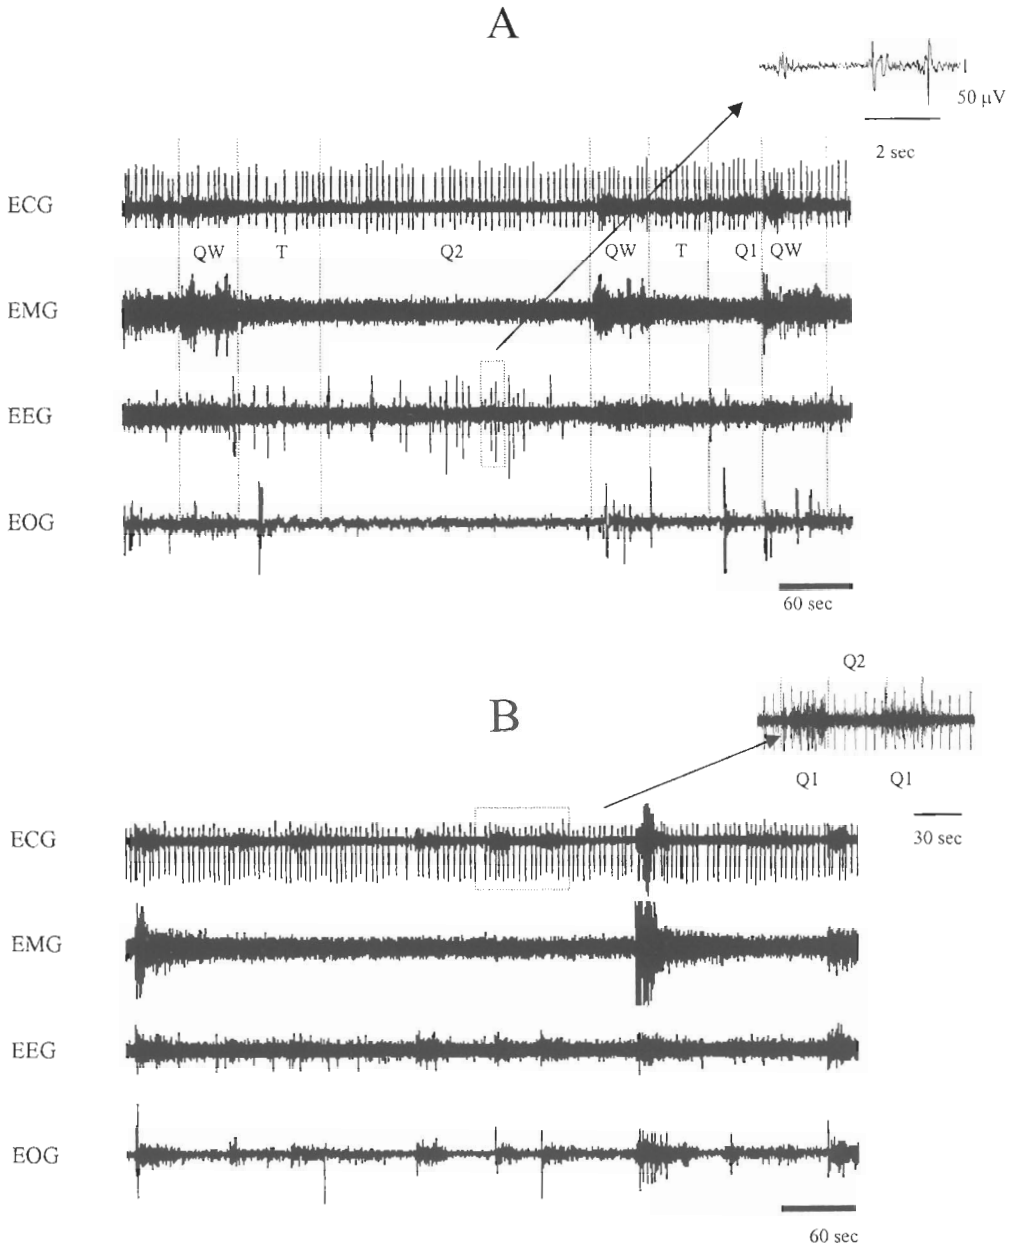 A
50 µV
2 sec
ECG
QW T Q2 QW T Q1 QW
EMG
EEG
EOG
60 sec
Q2
B
Q1 Q1
30 sec
ECG
EMG
EEG
EOG
60 sec